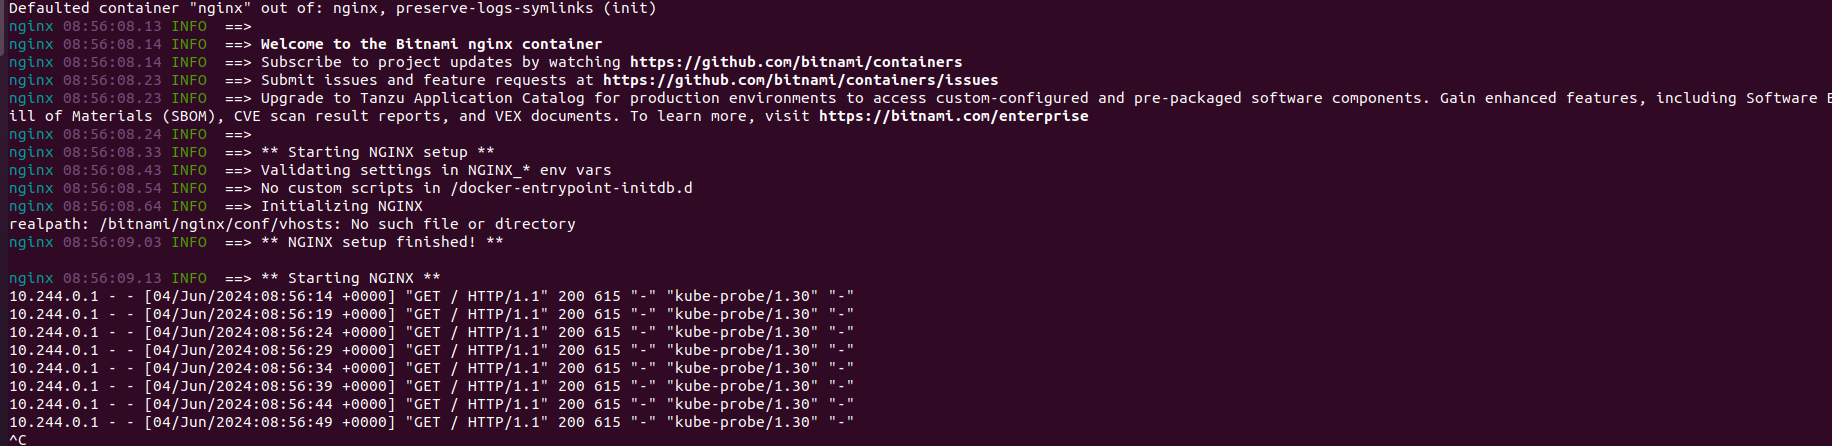 Defaulted container "nginx" out of: nginx, preserve-logs-symlinks (init)
nginx 08:56:08.13 INFO  ==>
nginx 08:56:08.14 INFO  ==> Welcome to the Bitnami nginx container
nginx 08:56:08.14 INFO  ==> Subscribe to project updates by watching https://github.com/bitnami/containers
nginx 08:56:08.23 INFO  ==> Submit issues and feature requests at https://github.com/bitnami/containers/issues
nginx 08:56:08.23 INFO  ==> Upgrade to Tanzu Application Catalog for production environments to access custom-configured and pre-packaged software components. Gain enhanced features, including Software B
ill of Materials (SBOM), CVE scan result reports, and VEX documents. To learn more, visit https://bitnami.com/enterprise
nginx 08:56:08.24 INFO  ==>
nginx 08:56:08.33 INFO  ==> ** Starting NGINX setup **
nginx 08:56:08.43 INFO  ==> Validating settings in NGINX_* env vars
nginx 08:56:08.54 INFO  ==> No custom scripts in /docker-entrypoint-initdb.d
nginx 08:56:08.64 INFO  ==> Initializing NGINX
realpath: /bitnami/nginx/conf/vhosts: No such file or directory
nginx 08:56:09.03 INFO  ==> ** NGINX setup finished! **
nginx 08:56:09.13 INFO  ==> ** Starting NGINX **
10.244.0.1 - - [04/Jun/2024:08:56:14 +0000] "GET / HTTP/1.1" 200 615 "-" "kube-probe/1.30" "-"
10.244.0.1 - - [04/Jun/2024:08:56:19 +0000] "GET / HTTP/1.1" 200 615 "-" "kube-probe/1.30" "-"
10.244.0.1 - - [04/Jun/2024:08:56:24 +0000] "GET / HTTP/1.1" 200 615 "-" "kube-probe/1.30" "-"
10.244.0.1 - - [04/Jun/2024:08:56:29 +0000] "GET / HTTP/1.1" 200 615 "-" "kube-probe/1.30" "-"
10.244.0.1 - - [04/Jun/2024:08:56:34 +0000] "GET / HTTP/1.1" 200 615 "-" "kube-probe/1.30" "-"
10.244.0.1 - - [04/Jun/2024:08:56:39 +0000] "GET / HTTP/1.1" 200 615 "-" "kube-probe/1.30" "-"
10.244.0.1 - - [04/Jun/2024:08:56:44 +0000] "GET / HTTP/1.1" 200 615 "-" "kube-probe/1.30" "-"
10.244.0.1 - - [04/Jun/2024:08:56:49 +0000] "GET / HTTP/1.1" 200 615 "-" "kube-probe/1.30" "-"
^C